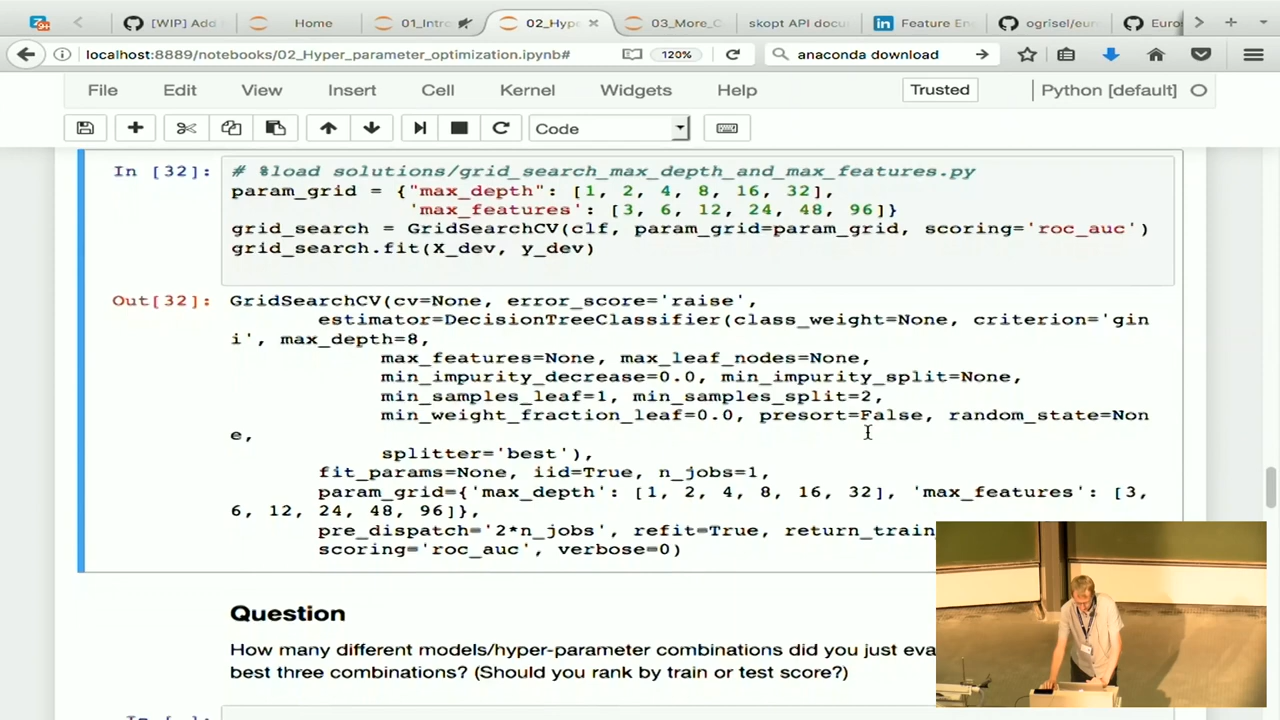 [WIP] Add
Home
01_Intro
02_Hype
03_More_C
skopt API docu
Feature En
ogrisel/eur
Euros
localhost:8889/notebooks/02_Hyper_parameter_optimization.ipynb#
120%
anaconda download
File Edit View Insert Cell Kernel Widgets Help
Trusted
Python [default]
Code
In [32]:
# %load solutions/grid_search_max_depth_and_max_features.py
param_grid = {"max_depth": [1, 2, 4, 8, 16, 32],
'max_features': [3, 6, 12, 24, 48, 96]}
grid_search = GridSearchCV(clf, param_grid=param_grid, scoring='roc_auc')
grid_search.fit(X_dev, y_dev)
Out[32]:
GridSearchCV(cv=None, error_score='raise',
estimator=DecisionTreeClassifier(class_weight=None, criterion='gin
i', max_depth=8,
max_features=None, max_leaf_nodes=None,
min_impurity_decrease=0.0, min_impurity_split=None,
min_samples_leaf=1, min_samples_split=2,
min_weight_fraction_leaf=0.0, presort=False, random_state=Non
e,
splitter='best'),
fit_params=None, iid=True, n_jobs=1,
param_grid={'max_depth': [1, 2, 4, 8, 16, 32], 'max_features': [3,
6, 12, 24, 48, 96]},
pre_dispatch='2*n_jobs', refit=True, return_train
scoring='roc_auc', verbose=0)
Question
How many different models/hyper-parameter combinations did you just eva
best three combinations? (Should you rank by train or test score?)